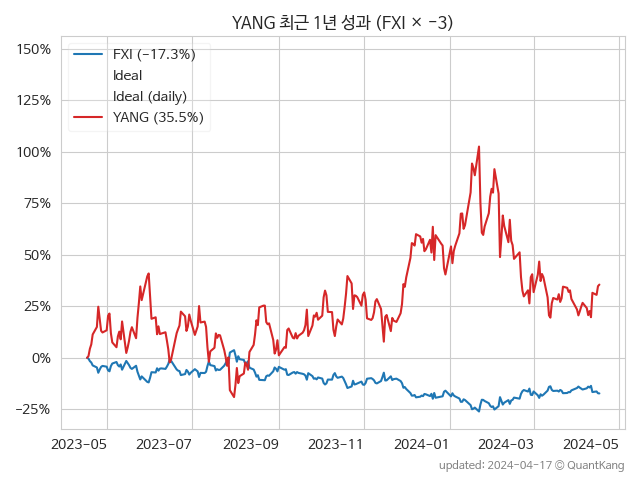 YANG 최근 1년 성과 (FXI × −3)
FXI (−17.3%)
Ideal
Ideal (daily)
YANG (35.5%)
150%
125%
100%
75%
50%
25%
0%
−25%
2023−05 2023−07 2023−09 2023−11 2024−01 2024−03 2024−05
updated: 2024−04−17 © QuantKang